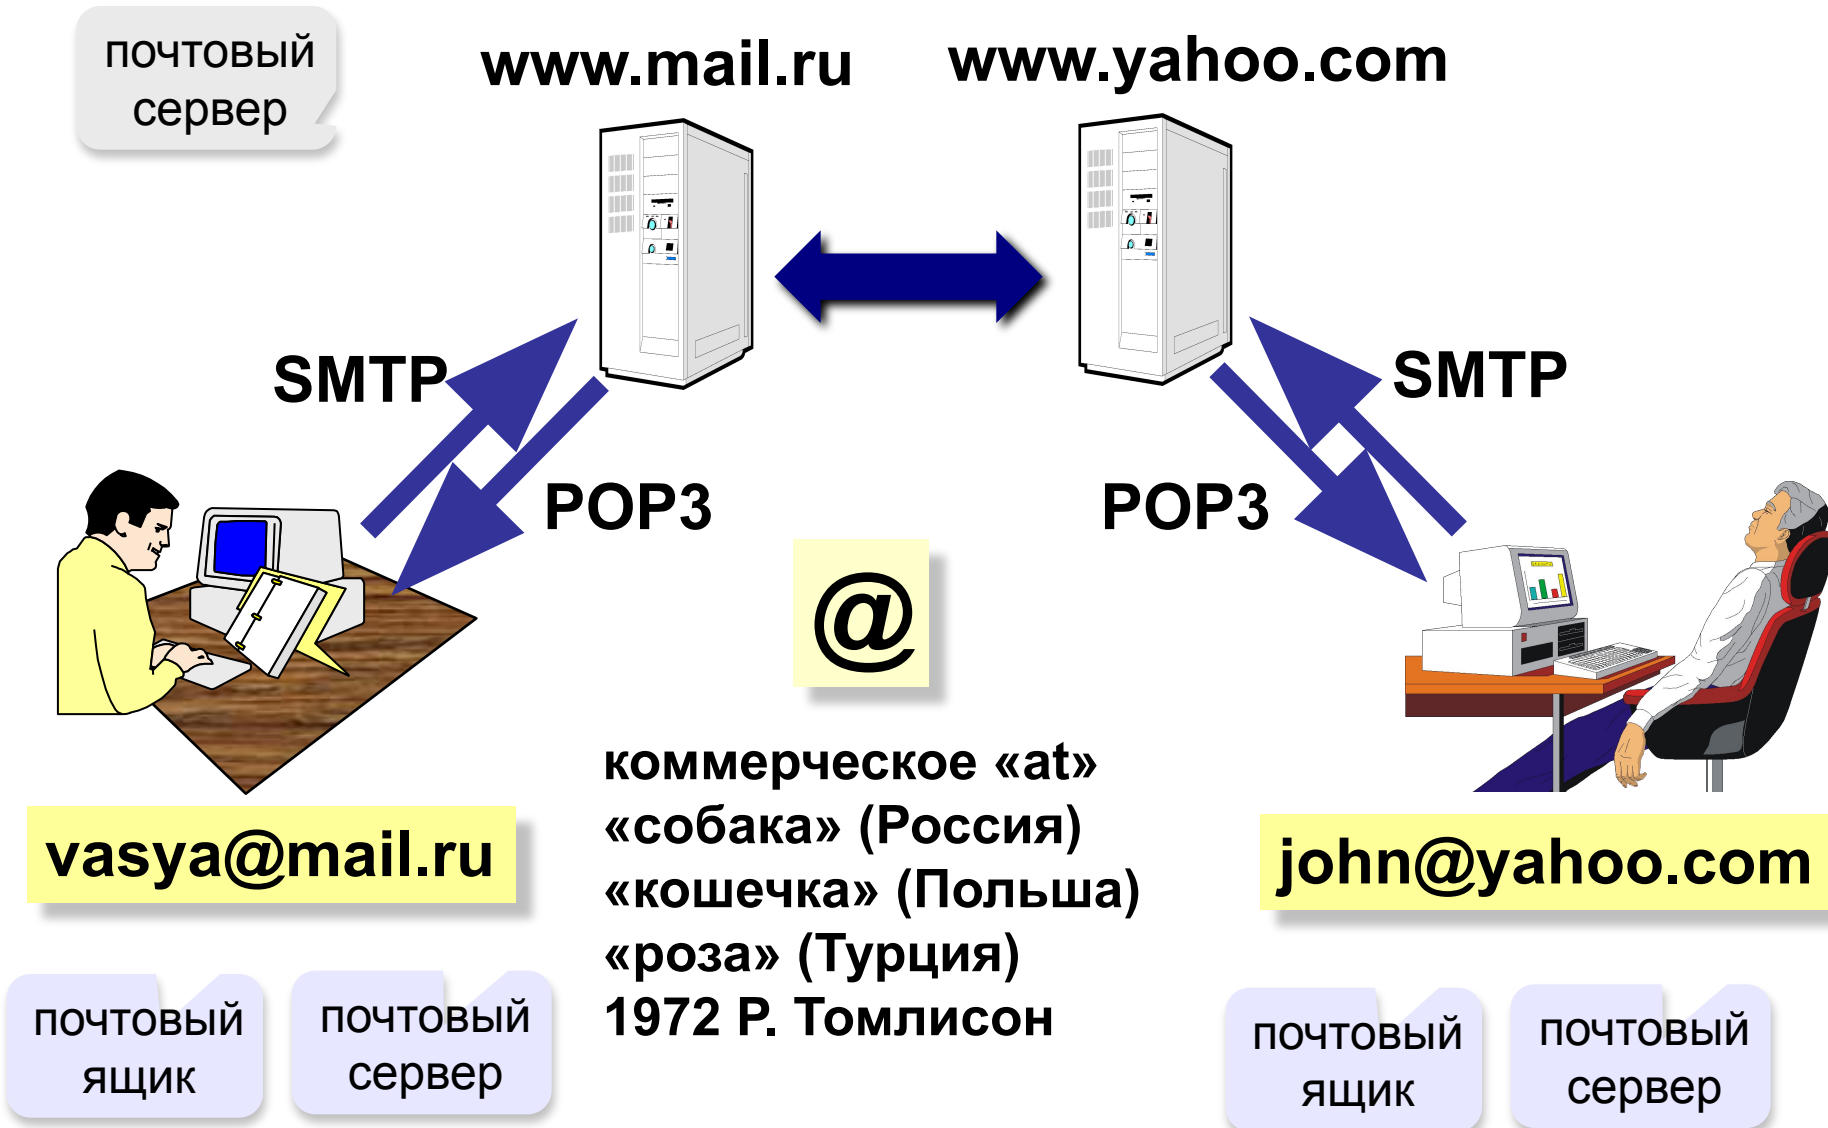 почтовый
сервер
www.mail.ru
www.yahoo.com
SMTP
SMTP
POP3
POP3
@
коммерческое «at»
«собака» (Россия)
«кошечка» (Польша)
«роза» (Турция)
1972 Р. Томлисон
vasya@mail.ru
john@yahoo.com
почтовый
ящик
почтовый
сервер
почтовый
ящик
почтовый
сервер